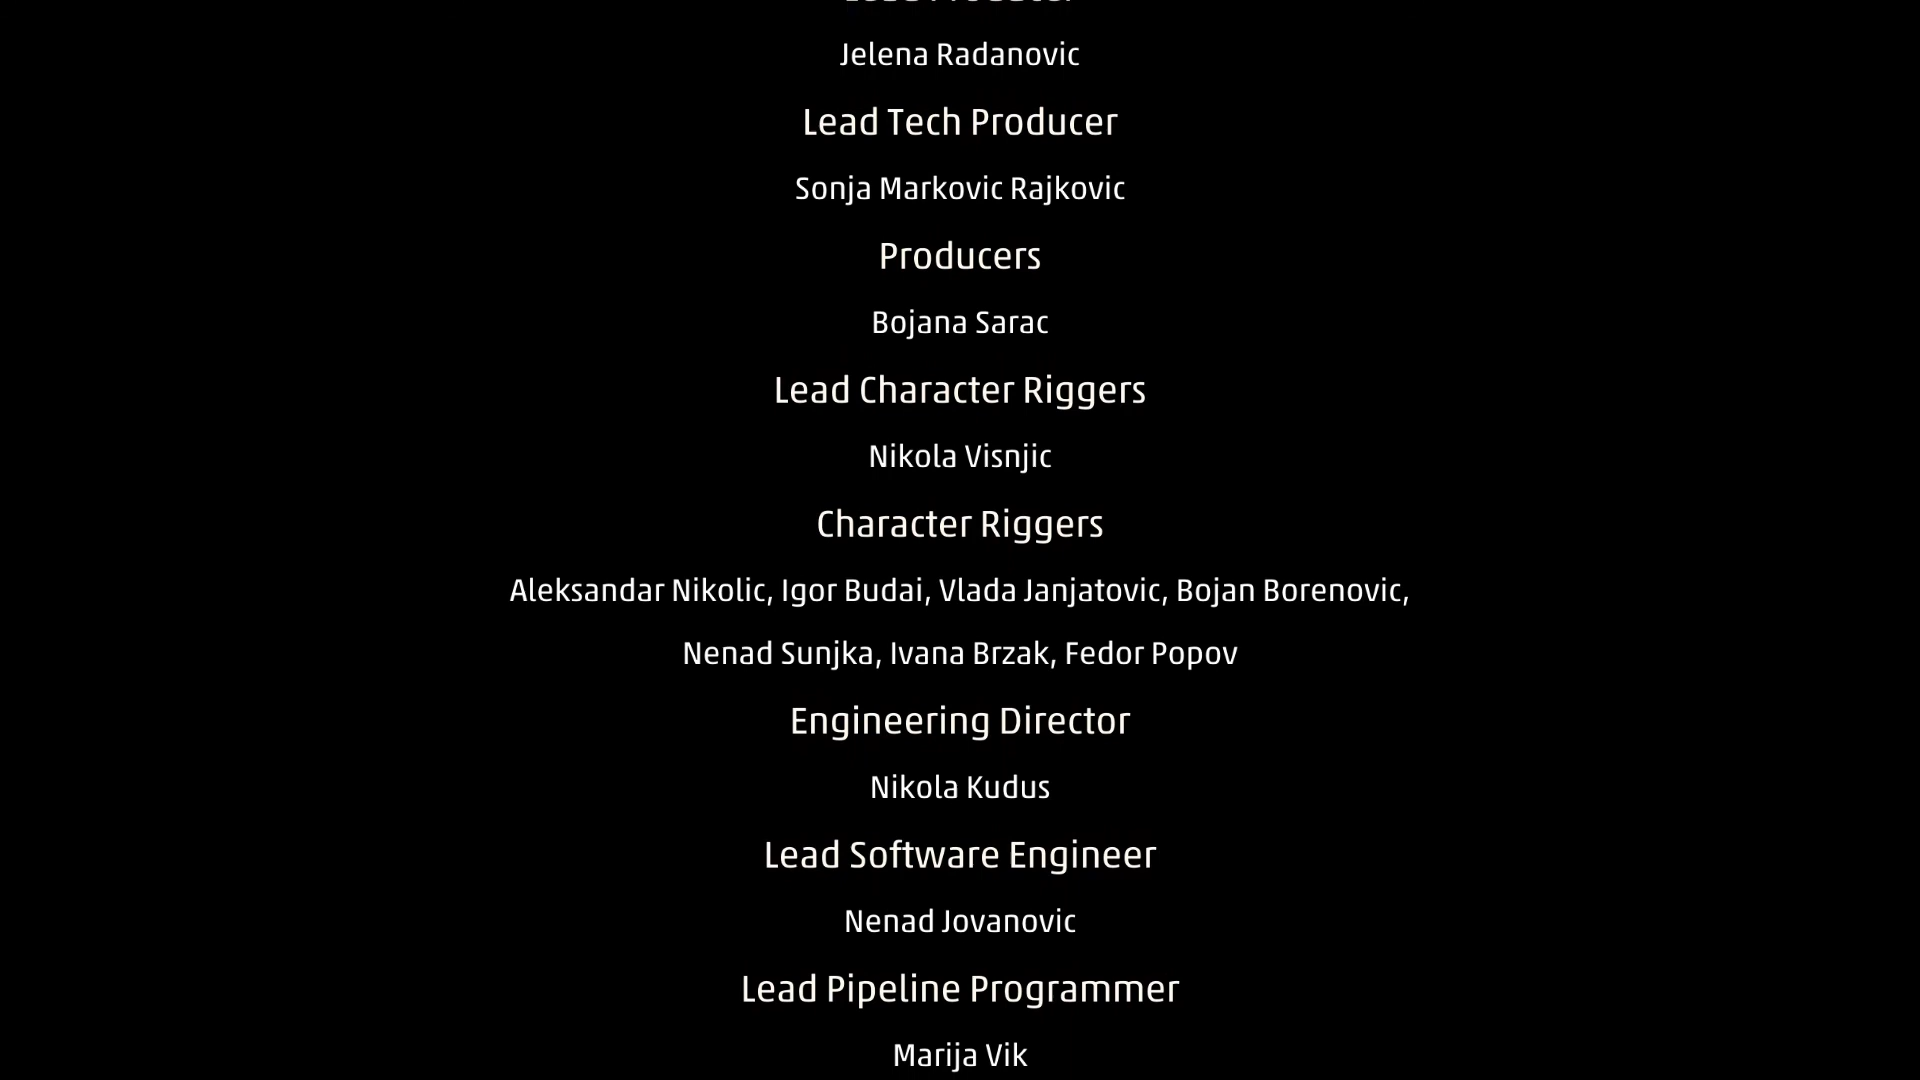 Jelena Radanovic
Lead Tech Producer
Sonja Markovic Rajkovic
Producers
Bojana Sarac
Lead Character Riggers
Nikola Visnjic
Character Riggers
Aleksandar Nikolic, Igor Budai, Vlada Janjatovic, Bojan Borenovic,
Nenad Sunjka, Ivana Brzak, Fedor Popov
Engineering Director
Nikola Kudus
Lead Software Engineer
Nenad Jovanovic
Lead Pipeline Programmer
Marija Vik